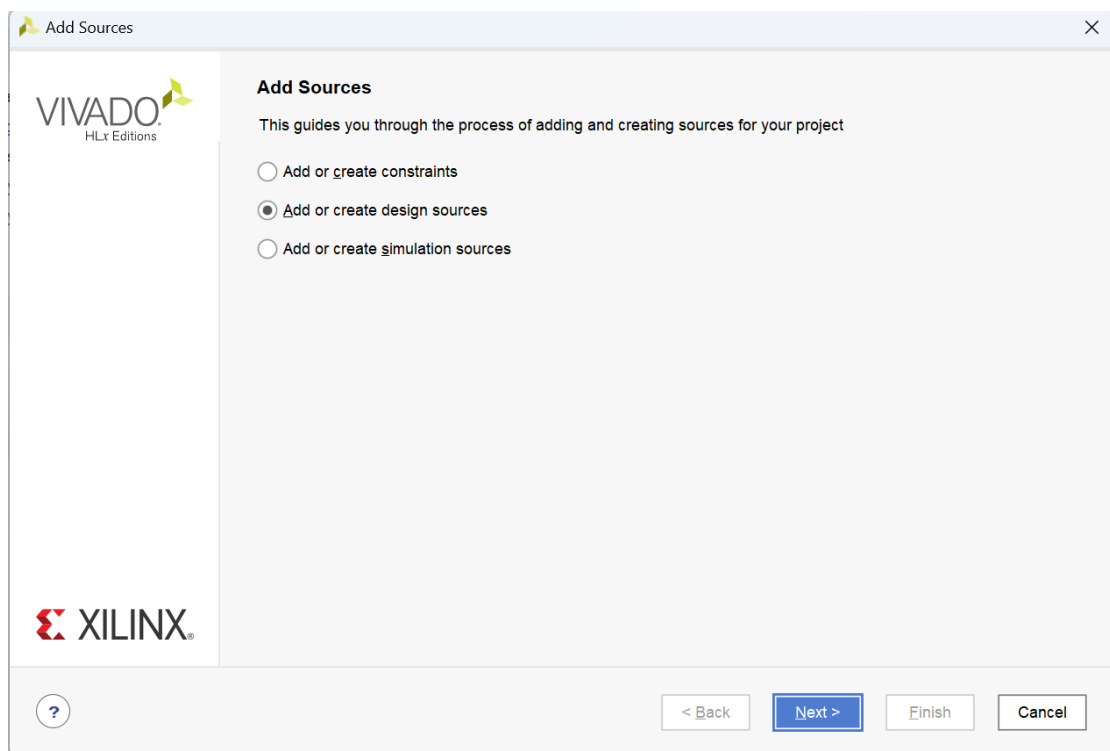 Add Sources
VIVADO.
HLx Editions
Add Sources
This guides you through the process of adding and creating sources for your project
Add or create constraints
Add or create design sources
Add or create simulation sources
XILINX®
?
< Back
Next >
Finish
Cancel